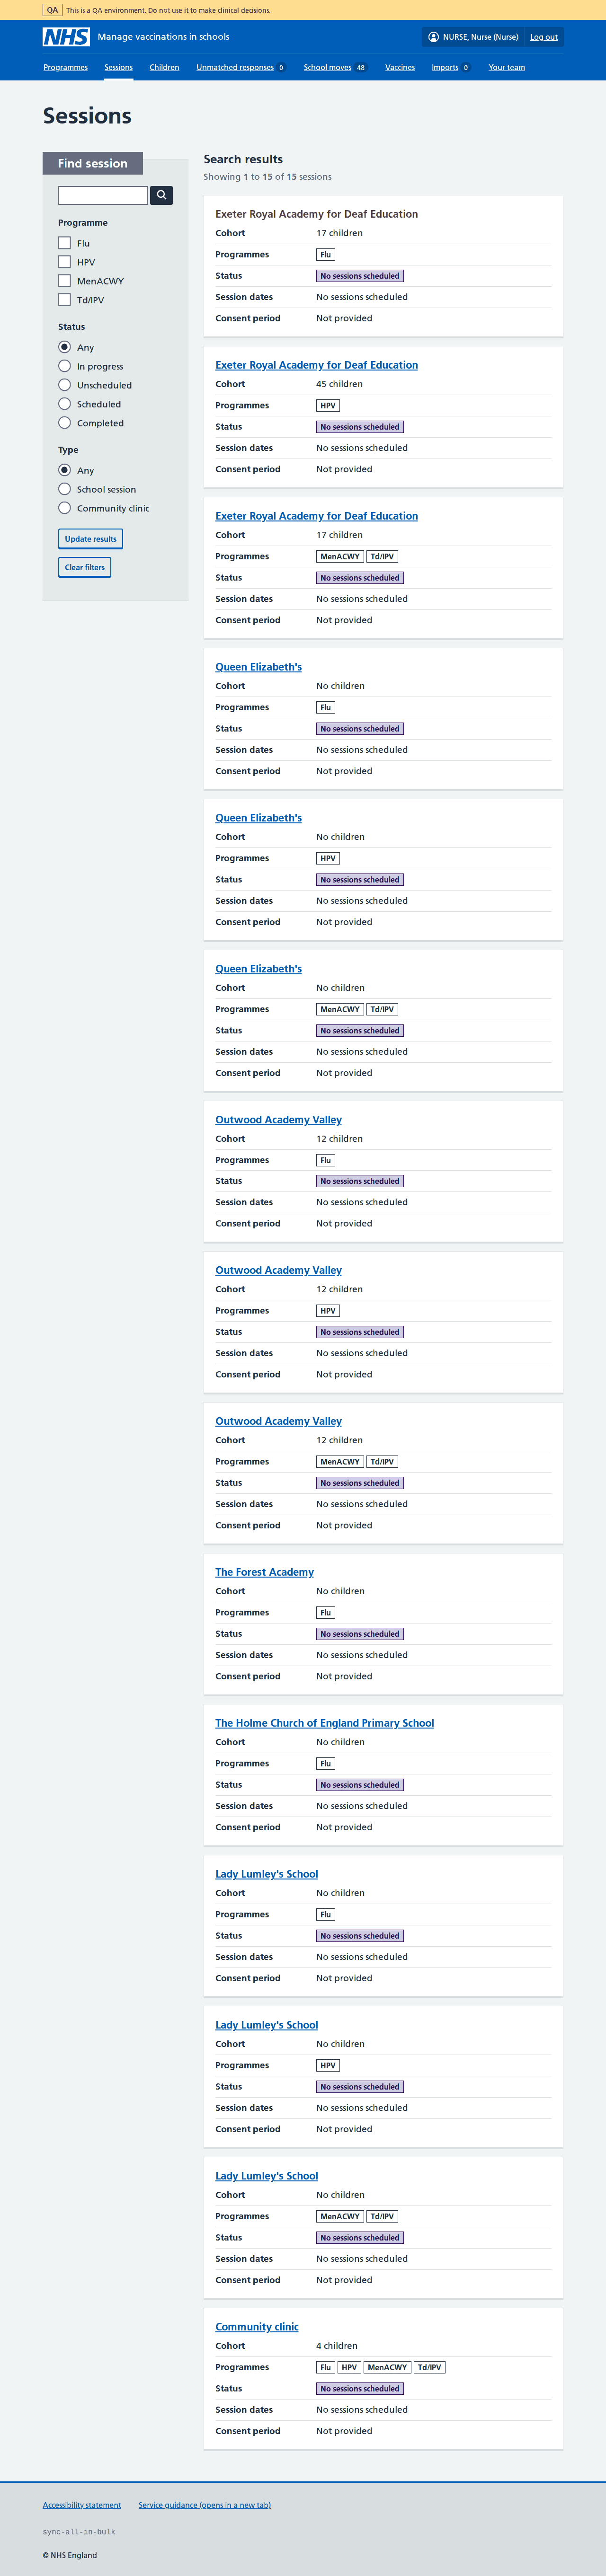 QA This is a QA environment. Do not use it to make clinical decisions.
NHS Manage vaccinations in schools NURSE, Nurse (Nurse) Log out
Programmes Sessions Children Unmatched responses 0 School moves 48 Vaccines Imports 0 Your team
Sessions
Find session
Programme
Flu
HPV
MenACWY
Td/IPV
Status
Any
In progress
Unscheduled
Scheduled
Completed
Type
Any
School session
Community clinic
Update results
Clear filters
Search results
Showing 1 to 15 of 15 sessions
Exeter Royal Academy for Deaf Education
Cohort 17 children
Programmes Flu
Status No sessions scheduled
Session dates No sessions scheduled
Consent period Not provided
Exeter Royal Academy for Deaf Education
Cohort 45 children
Programmes HPV
Status No sessions scheduled
Session dates No sessions scheduled
Consent period Not provided
Exeter Royal Academy for Deaf Education
Cohort 17 children
Programmes MenACWY Td/IPV
Status No sessions scheduled
Session dates No sessions scheduled
Consent period Not provided
Queen Elizabeth's
Cohort No children
Programmes Flu
Status No sessions scheduled
Session dates No sessions scheduled
Consent period Not provided
Queen Elizabeth's
Cohort No children
Programmes HPV
Status No sessions scheduled
Session dates No sessions scheduled
Consent period Not provided
Queen Elizabeth's
Cohort No children
Programmes MenACWY Td/IPV
Status No sessions scheduled
Session dates No sessions scheduled
Consent period Not provided
Outwood Academy Valley
Cohort 12 children
Programmes Flu
Status No sessions scheduled
Session dates No sessions scheduled
Consent period Not provided
Outwood Academy Valley
Cohort 12 children
Programmes HPV
Status No sessions scheduled
Session dates No sessions scheduled
Consent period Not provided
Outwood Academy Valley
Cohort 12 children
Programmes MenACWY Td/IPV
Status No sessions scheduled
Session dates No sessions scheduled
Consent period Not provided
The Forest Academy
Cohort No children
Programmes Flu
Status No sessions scheduled
Session dates No sessions scheduled
Consent period Not provided
The Holme Church of England Primary School
Cohort No children
Programmes Flu
Status No sessions scheduled
Session dates No sessions scheduled
Consent period Not provided
Lady Lumley's School
Cohort No children
Programmes Flu
Status No sessions scheduled
Session dates No sessions scheduled
Consent period Not provided
Lady Lumley's School
Cohort No children
Programmes HPV
Status No sessions scheduled
Session dates No sessions scheduled
Consent period Not provided
Lady Lumley's School
Cohort No children
Programmes MenACWY Td/IPV
Status No sessions scheduled
Session dates No sessions scheduled
Consent period Not provided
Community clinic
Cohort 4 children
Programmes Flu HPV MenACWY Td/IPV
Status No sessions scheduled
Session dates No sessions scheduled
Consent period Not provided
Accessibility statement Service guidance (opens in a new tab)
sync-all-in-bulk
© NHS England